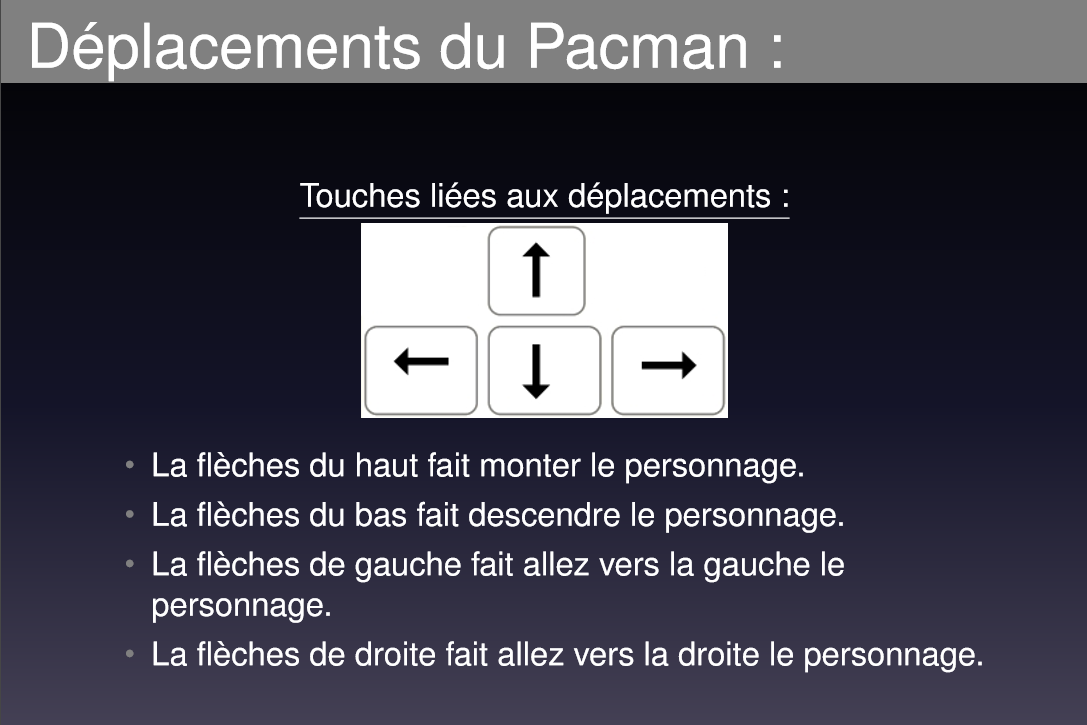 Déplacements du Pacman :
Touches liées aux déplacements :
• La flèches du haut fait monter le personnage.
• La flèches du bas fait descendre le personnage.
• La flèches de gauche fait allez vers la gauche le
personnage.
• La flèches de droite fait allez vers la droite le personnage.